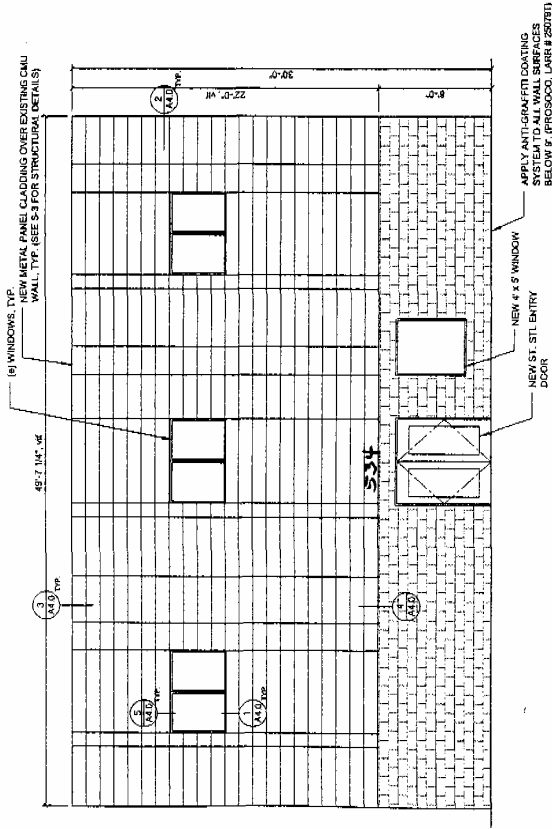 (e) WINDOWS, TYP.
NEW METAL PANEL CLADDING OVER EXISTING CMU
WALL, TYP. (SEE S-3 FOR STRUCTURAL DETAILS)
49'-7 1/4", vif
3
A4.0
TYP.
2
A4.0
TYP.
5
A4.0
TYP.
1
A4.0
TYP.
4
A4.0
22'-0", vif
30'-0"
8'-0"
534
NEW ST. STL ENTRY
DOOR
NEW 4' x 5' WINDOW
APPLY ANTI-GRAFFITI COATING
SYSTEM TO ALL WALL SURFACES
BELOW 9'. (PROSOCO, LARR #